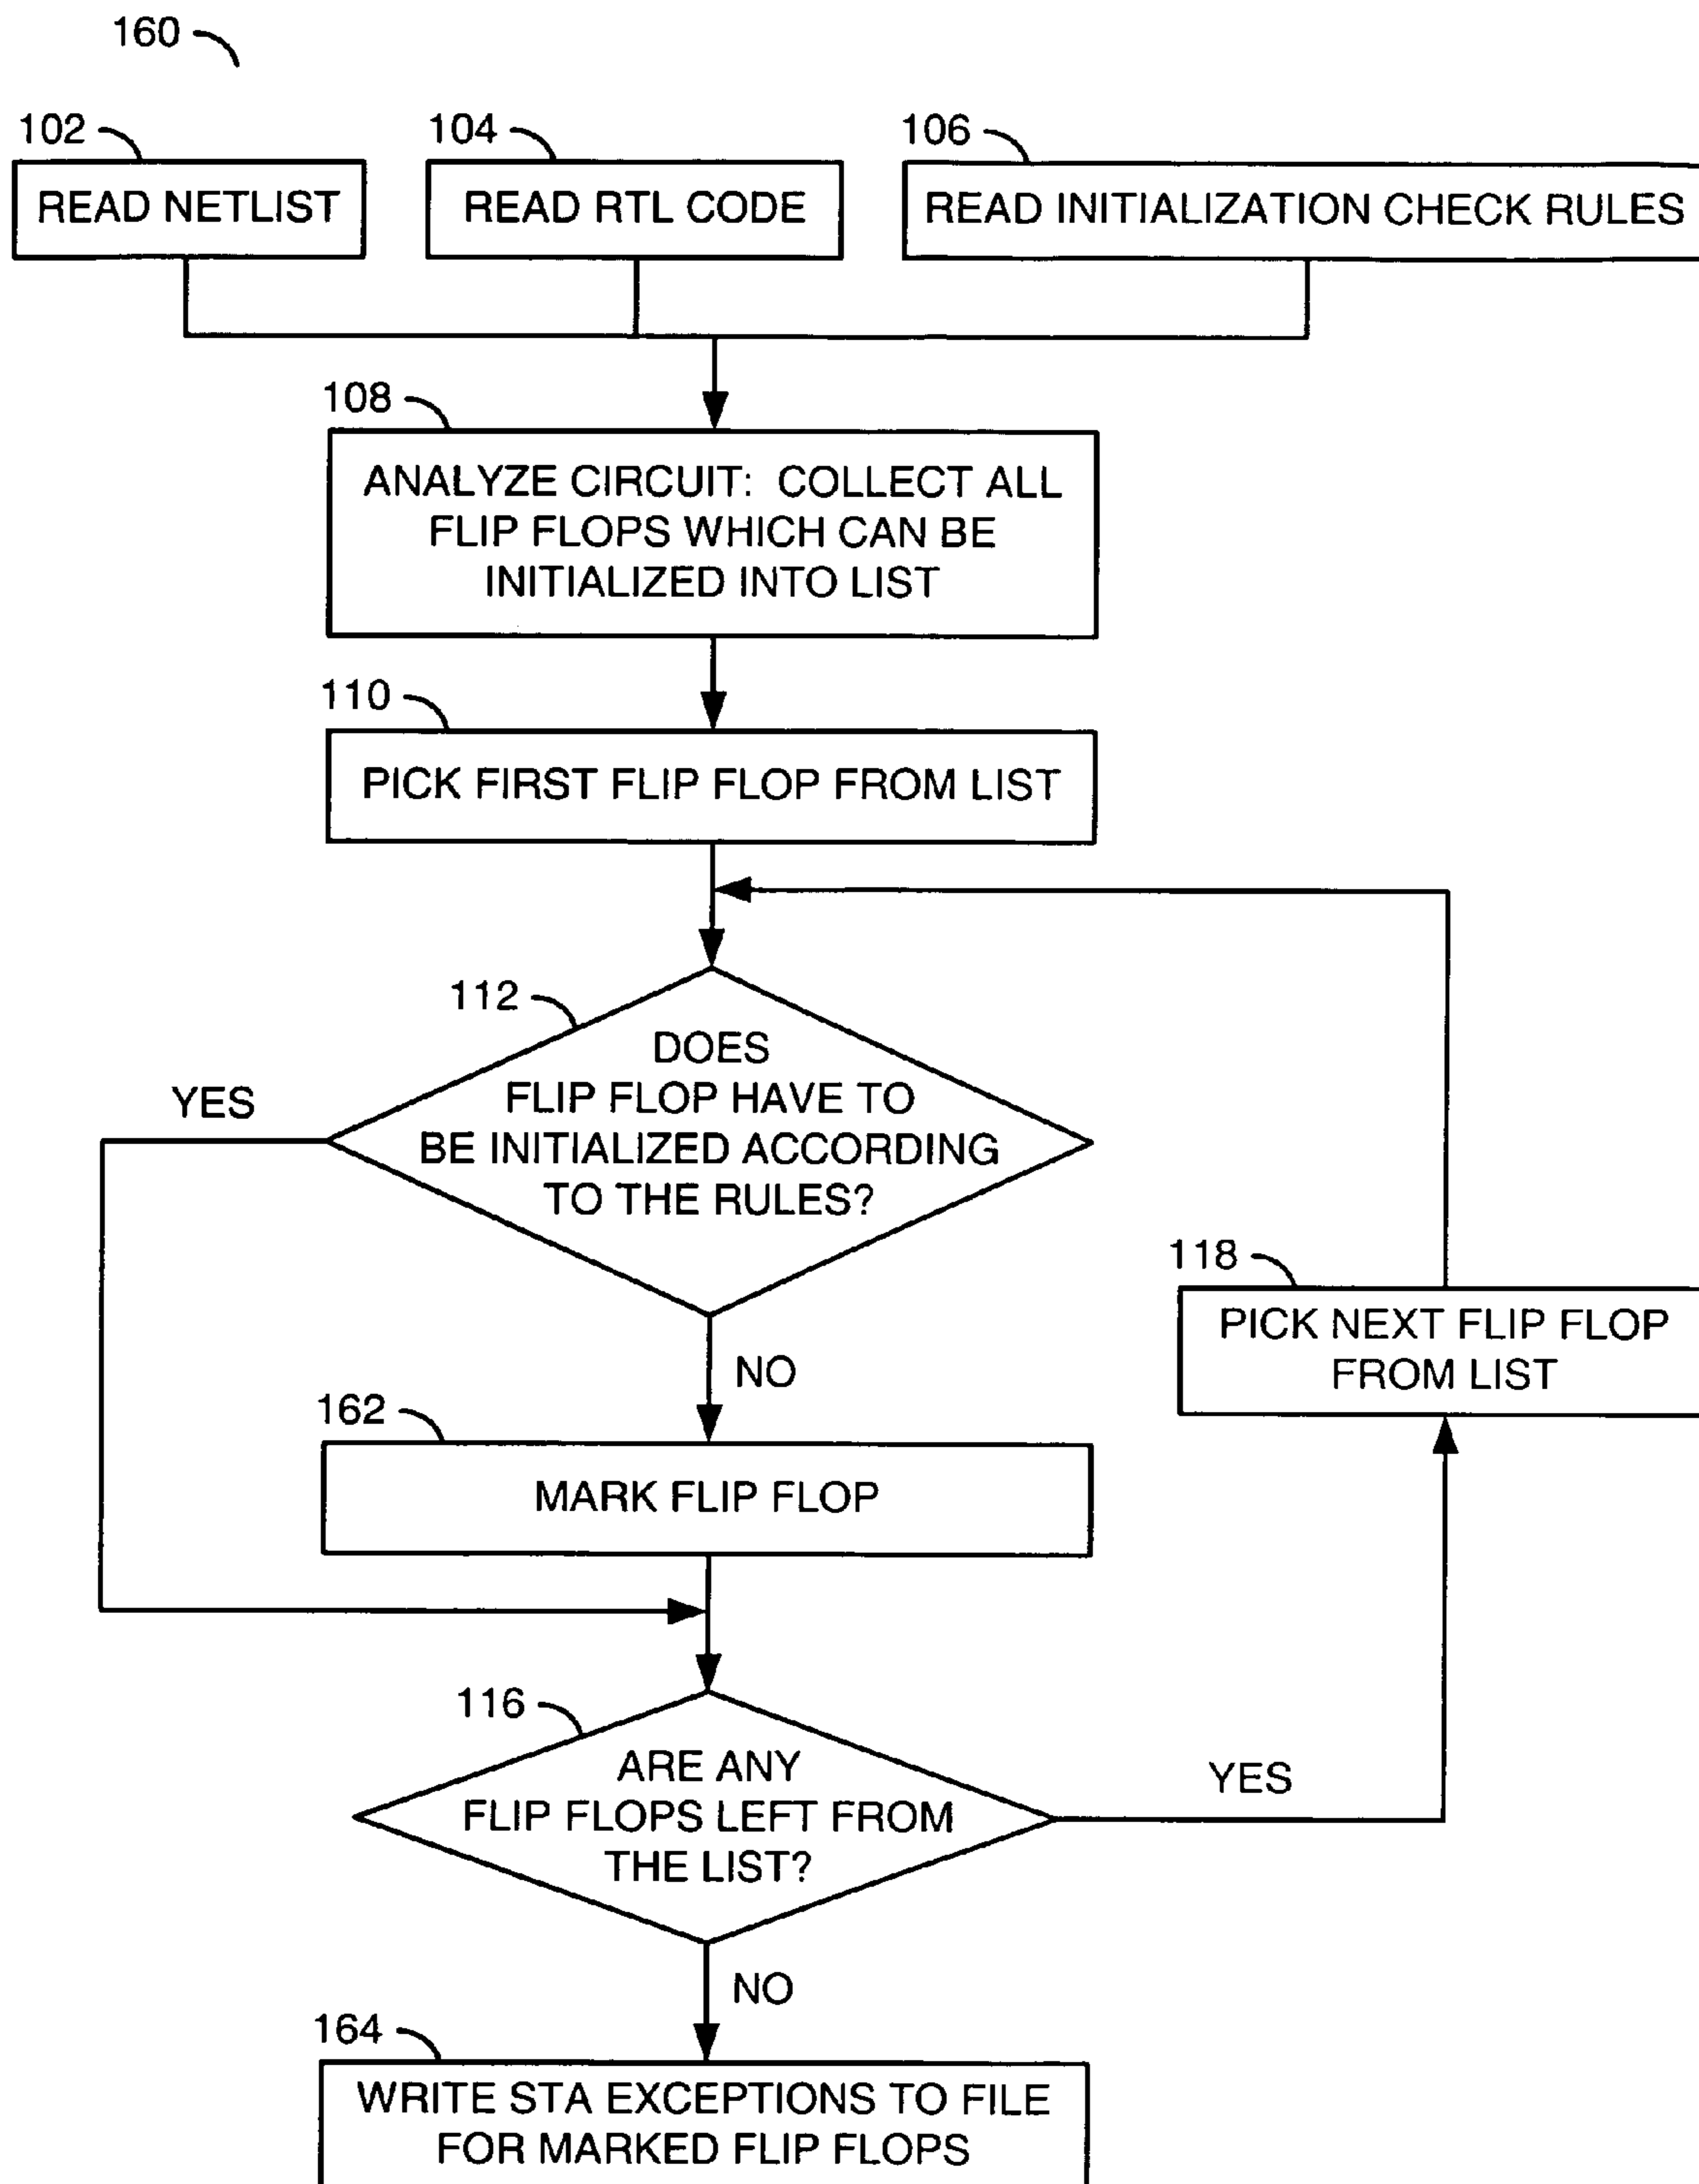 160
102
104
106
READ NETLIST
READ RTL CODE
READ INITIALIZATION CHECK RULES
108
ANALYZE CIRCUIT: COLLECT ALL
FLIP FLOPS WHICH CAN BE
INITIALIZED INTO LIST
110
PICK FIRST FLIP FLOP FROM LIST
112
DOES
FLIP FLOP HAVE TO
BE INITIALIZED ACCORDING
TO THE RULES?
YES
NO
118
PICK NEXT FLIP FLOP
FROM LIST
162
MARK FLIP FLOP
116
ARE ANY
FLIP FLOPS LEFT FROM
THE LIST?
YES
NO
164
WRITE STA EXCEPTIONS TO FILE
FOR MARKED FLIP FLOPS